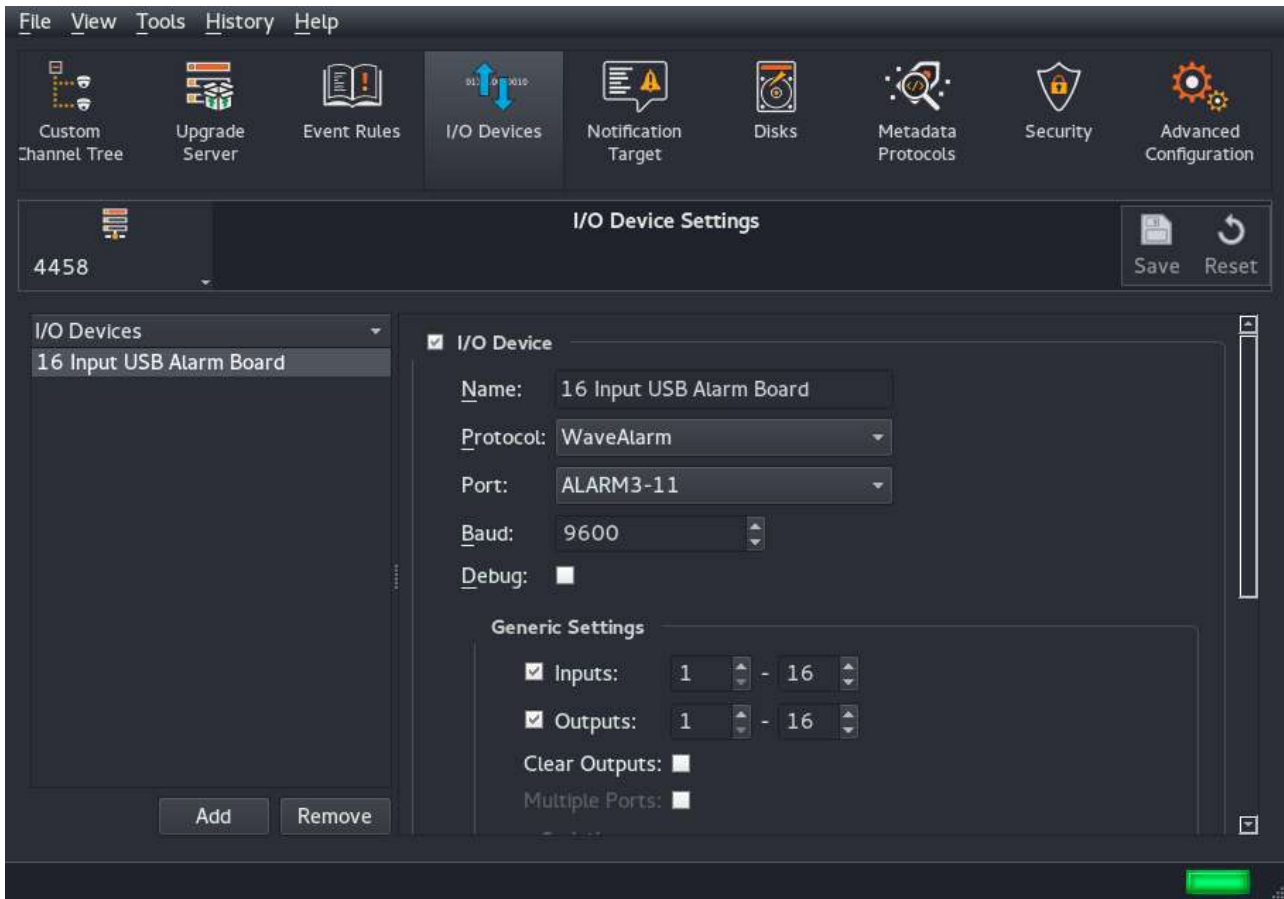 File View Tools History Help
Custom Channel Tree
Upgrade Server
Event Rules
I/O Devices
Notification Target
Disks
Metadata Protocols
Security
Advanced Configuration
4458
I/O Device Settings
Save Reset
I/O Devices
16 Input USB Alarm Board
I/O Device
Name: 16 Input USB Alarm Board
Protocol: WaveAlarm
Port: ALARM3-11
Baud: 9600
Debug:
Generic Settings
Inputs: 1 - 16
Outputs: 1 - 16
Clear Outputs:
Multiple Ports:
Add Remove